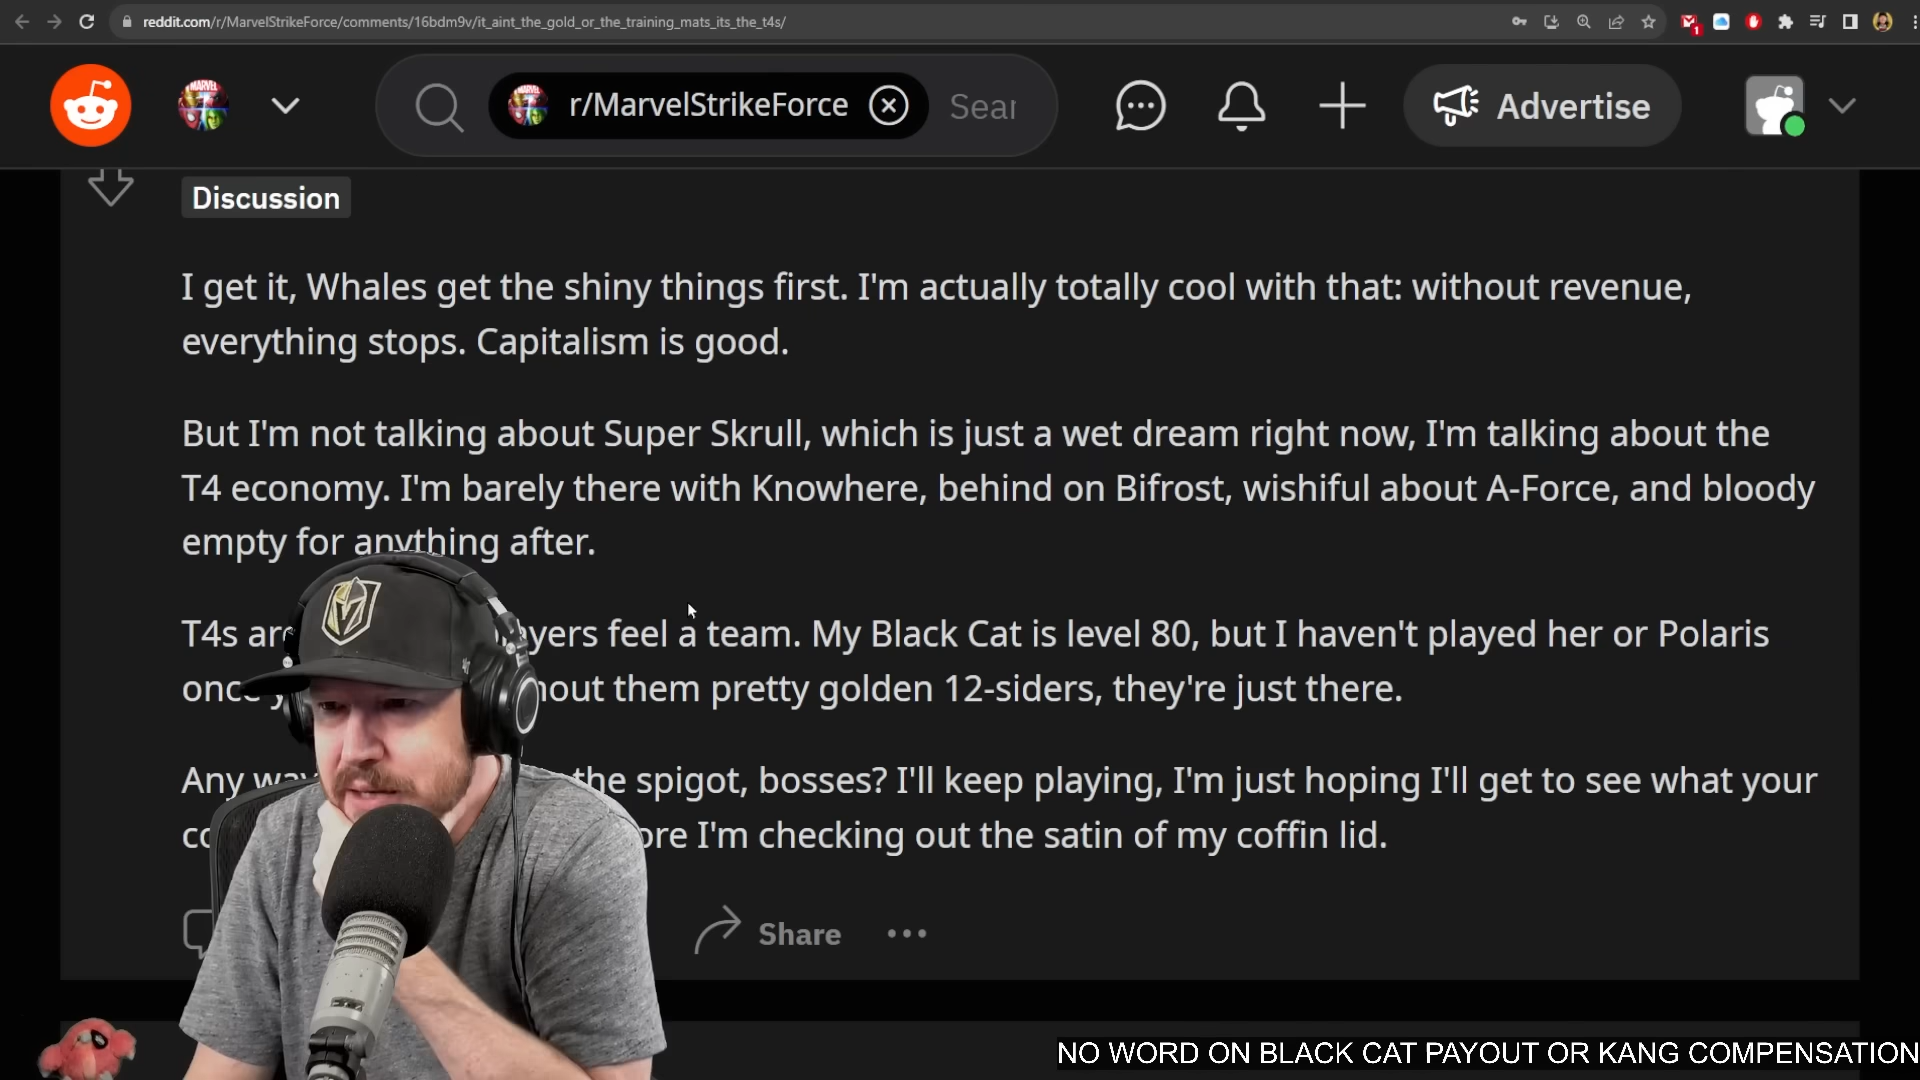 reddit.com/r/MarvelStrikeForce/comments/16bdm9v/it_aint_the_gold_or_the_training_mats_its_the_t4s/
r/MarvelStrikeForce
Sear
Advertise
Discussion
I get it, Whales get the shiny things first. I'm actually totally cool with that: without revenue,
everything stops. Capitalism is good.
But I'm not talking about Super Skrull, which is just a wet dream right now, I'm talking about the
T4 economy. I'm barely there with Knowhere, behind on Bifrost, wishiful about A-Force, and bloody
empty for anything after.
T4s feel a team. My Black Cat is level 80, but I haven't played her or Polaris
once them pretty golden 12-siders, they're just there.
Any the spigot, bosses? I'll keep playing, I'm just hoping I'll get to see what your
I'm checking out the satin of my coffin lid.
Share
NO WORD ON BLACK CAT PAYOUT OR KANG COMPENSATION